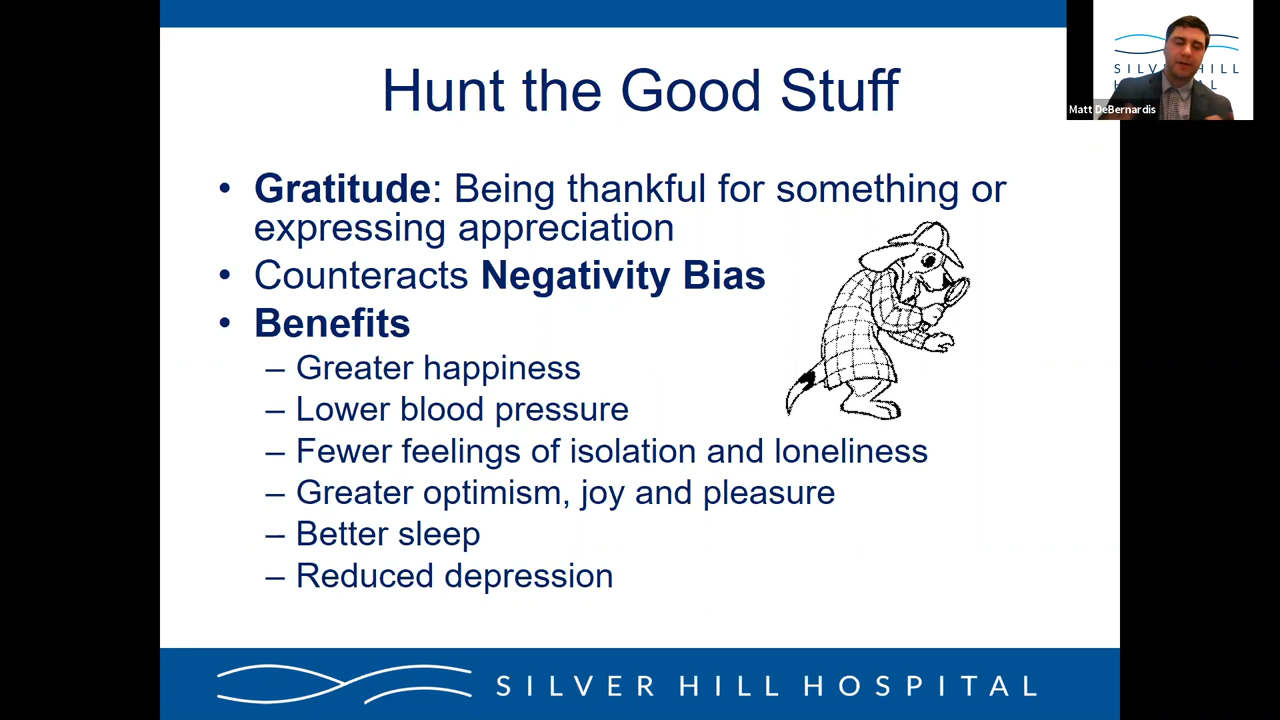 Hunt the Good Stuff
• Gratitude: Being thankful for something or
expressing appreciation
• Counteracts Negativity Bias
• Benefits
– Greater happiness
– Lower blood pressure
– Fewer feelings of isolation and loneliness
– Greater optimism, joy and pleasure
– Better sleep
– Reduced depression
SILVER HILL HOSPITAL
Matt DeBernardis